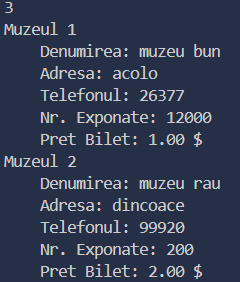 3
Muzeul 1
    Denumirea: muzeu bun
    Adresa: acolo
    Telefonul: 26377
    Nr. Exponate: 12000
    Pret Bilet: 1.00 $
Muzeul 2
    Denumirea: muzeu rau
    Adresa: dincoace
    Telefonul: 99920
    Nr. Exponate: 200
    Pret Bilet: 2.00 $